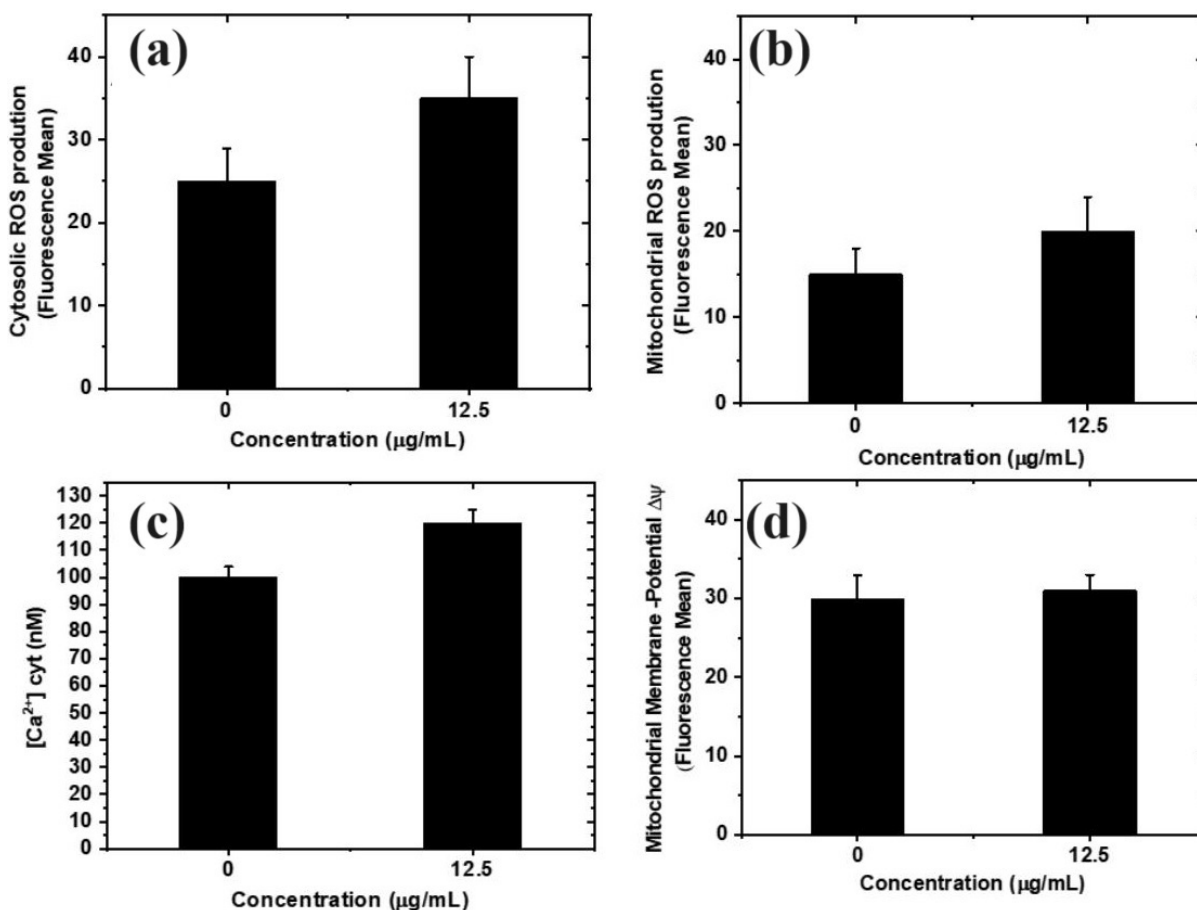 (a)
Cytosolic ROS prodution
(Fluorescence Mean)
40
30
20
10
0
0 12.5
Concentration (μg/mL)
(b)
Mitochondrial ROS prodution
(Fluorescence Mean)
40
30
20
10
0
0 12.5
Concentration (μg/mL)
(c)
[Ca²⁺] cyt (nM)
130
120
110
100
90
80
70
60
50
40
30
20
10
0
0 12.5
Concentration (μg/mL)
(d)
Mitochondrial Membrane -Potential Δψ
(Fluorescence Mean)
40
30
20
10
0
0 12.5
Concentration (μg/mL)